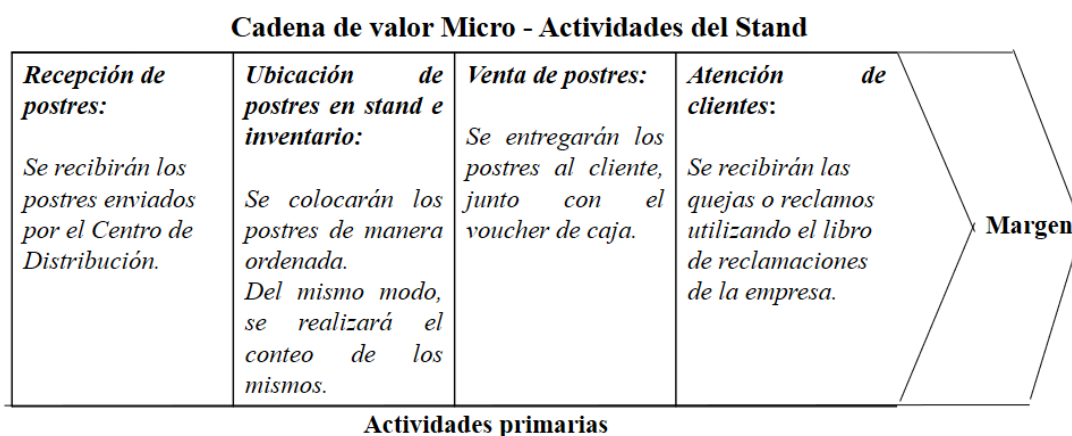 Cadena de valor Micro - Actividades del Stand
Recepción de
postres:
Se recibirán los
postres enviados
por el Centro de
Distribución.
Ubicación de
postres en stand e
inventario:
Se colocarán los
postres de manera
ordenada.
Del mismo modo,
se realizará el
conteo de los
mismos.
Venta de postres:
Se entregarán los
postres al cliente,
junto con el
voucher de caja.
Atención de
clientes:
Se recibirán las
quejas o reclamos
utilizando el libro
de reclamaciones
de la empresa.
Margen
Actividades primarias